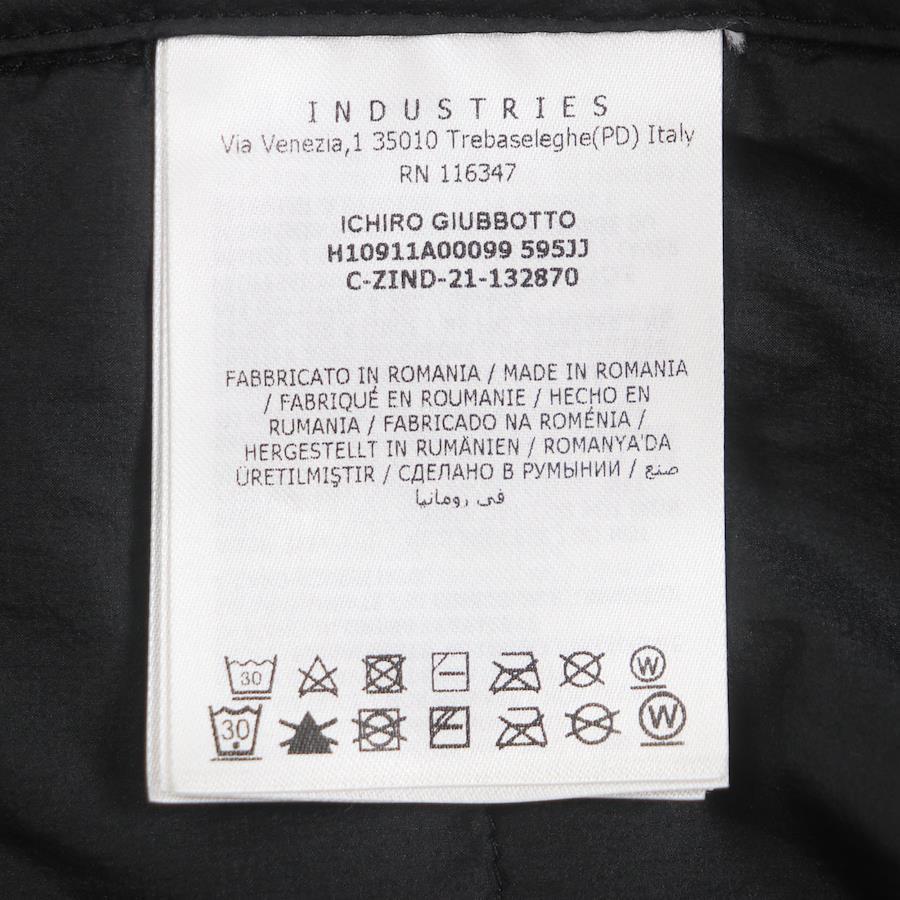 INDUSTRIES
Via Venezia,1 35010 Trebaseleghe(PD) Italy
RN 116347
ICHIRO GIUBBOTTO
H10911A00099 595JJ
C-ZIND-21-132870
FABBRICATO IN ROMANIA / MADE IN ROMANIA
/ FABRIQUÉ EN ROUMANIE / HECHO EN
RUMANIA / FABRICADO NA ROMÉNIA /
HERGESTELLT IN RUMÄNIEN / ROMANYA'DA
ÜRETILMIŞTIR / СДЕЛАНО В РУМЫНИИ / صنع
في رومانيا
30 W
30 W